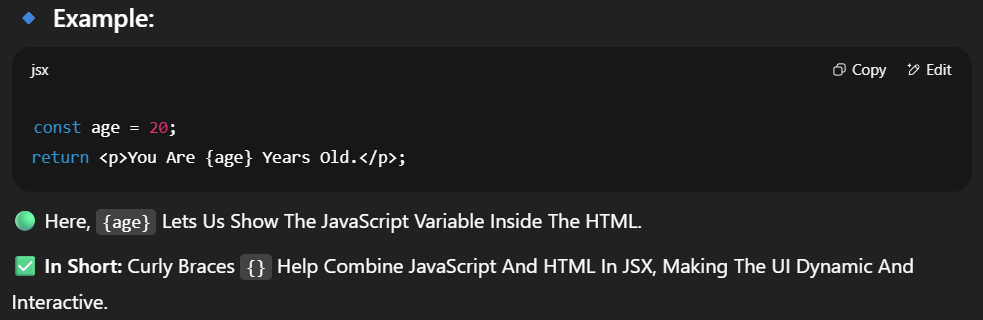 Example:
jsx Copy Edit
const age = 20;
return <p>You Are {age} Years Old.</p>;
Here, {age} Lets Us Show The JavaScript Variable Inside The HTML.
In Short: Curly Braces {} Help Combine JavaScript And HTML In JSX, Making The UI Dynamic And
Interactive.